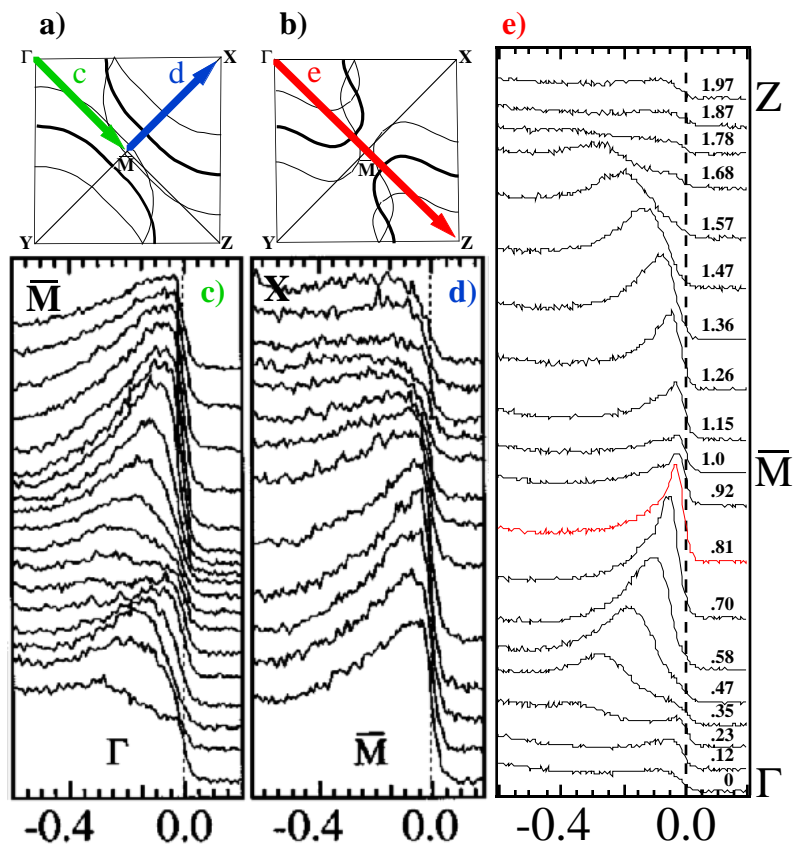 a)
Γ
X
c
d
M̅
Y
Z
b)
Γ
X
e
M̅
Y
Z
M̅
c)
Γ
-0.4
0.0
X
d)
M̅
-0.4
0.0
e)
1.97
Z
1.87
1.78
1.68
1.57
1.47
1.36
1.26
1.15
1.0
M̅
.92
.81
.70
.58
.47
.35
.23
.12
0
Γ
-0.4
0.0